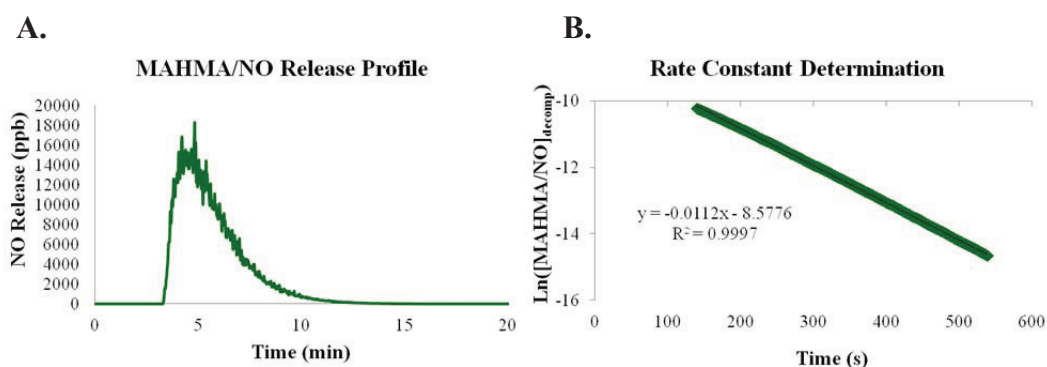 A.
MAHMA/NO Release Profile
NO Release (ppb)
20000
18000
16000
14000
12000
10000
8000
6000
4000
2000
0
0 5 10 15 20
Time (min)
B.
Rate Constant Determination
Ln([MAHMA/NO]decomp)
-10
-12
-14
-16
y = -0.0112x - 8.5776
R² = 0.9997
0 100 200 300 400 500 600
Time (s)